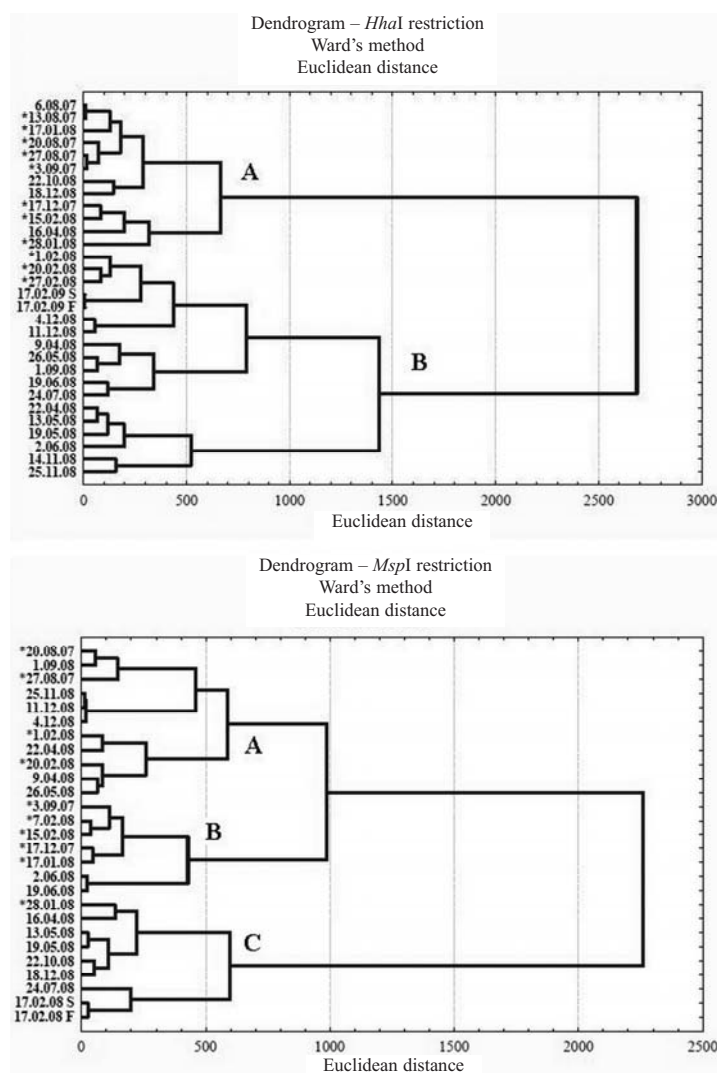 Dendrogram – HhaI restriction
Ward's method
Euclidean distance
6.08.07
*13.08.07
*17.01.08
*20.08.07
*27.08.07
*3.09.07
22.10.08
18.12.08
*17.12.07
*15.02.08
16.04.08
*28.01.08
*1.02.08
*20.02.08
*27.02.08
17.02.09 S
17.02.09 F
4.12.08
11.12.08
9.04.08
26.05.08
1.09.08
19.06.08
24.07.08
22.04.08
13.05.08
19.05.08
2.06.08
14.11.08
25.11.08
A
B
0 500 1000 1500 2000 2500 3000
Euclidean distance
Dendrogram – MspI restriction
Ward's method
Euclidean distance
*20.08.07
1.09.08
*27.08.07
25.11.08
11.12.08
4.12.08
*1.02.08
22.04.08
*20.02.08
9.04.08
26.05.08
*3.09.07
*7.02.08
*15.02.08
*17.12.07
*17.01.08
2.06.08
19.06.08
*28.01.08
16.04.08
13.05.08
19.05.08
22.10.08
18.12.08
24.07.08
17.02.08 S
17.02.08 F
A
B
C
0 500 1000 1500 2000 2500
Euclidean distance